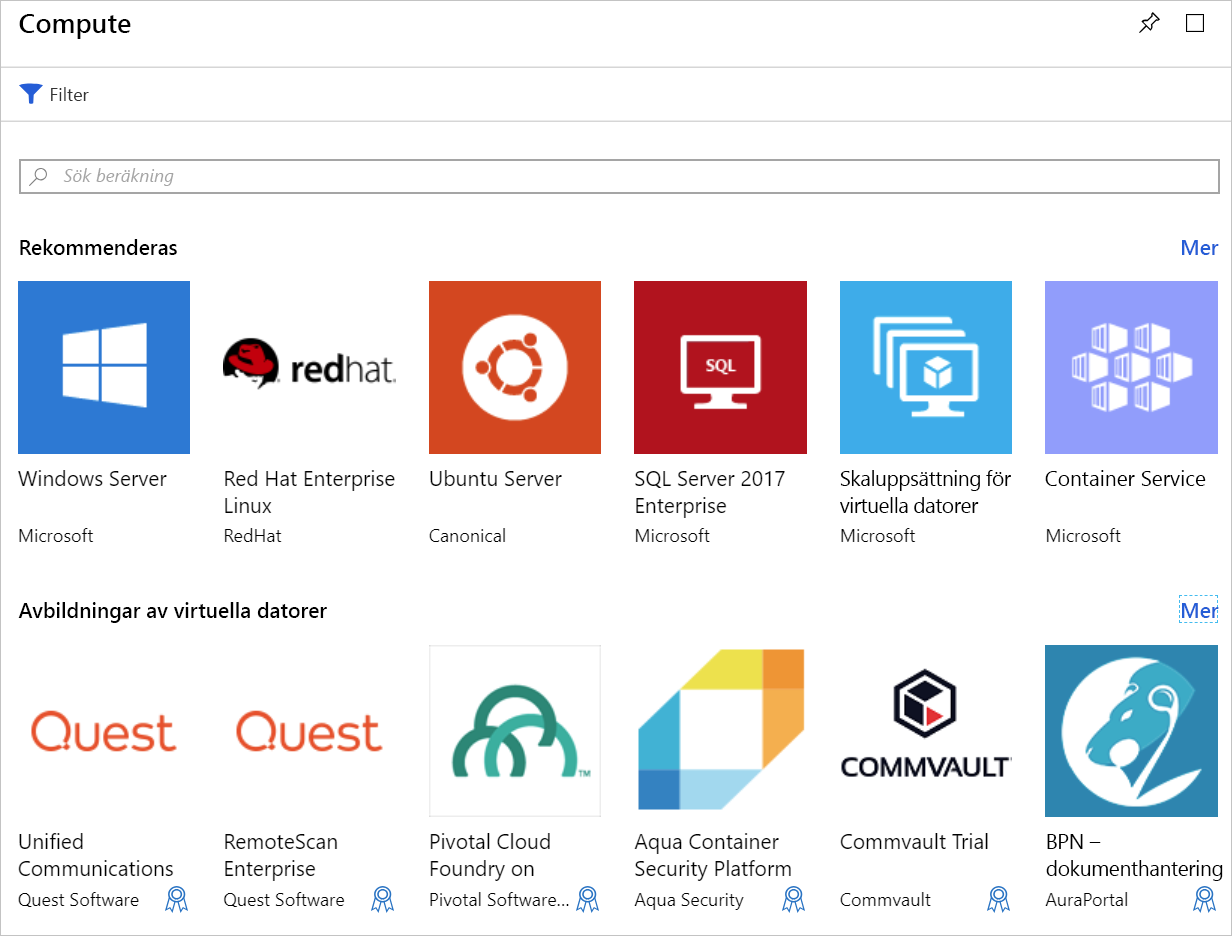 Compute
Filter
Sök beräkning
Rekommenderas Mer
redhat.
SQL
Windows Server
Red Hat Enterprise
Linux
Ubuntu Server
SQL Server 2017
Enterprise
Skaluppsättning för
virtuella datorer
Container Service
Microsoft
RedHat
Canonical
Microsoft
Microsoft
Microsoft
Avbildningar av virtuella datorer Mer
Quest
Quest
TM
COMMVAULT
Unified
Communications
RemoteScan
Enterprise
Pivotal Cloud
Foundry on
Aqua Container
Security Platform
Commvault Trial
BPN –
dokumenthantering
Quest Software
Quest Software
Pivotal Software...
Aqua Security
Commvault
AuraPortal